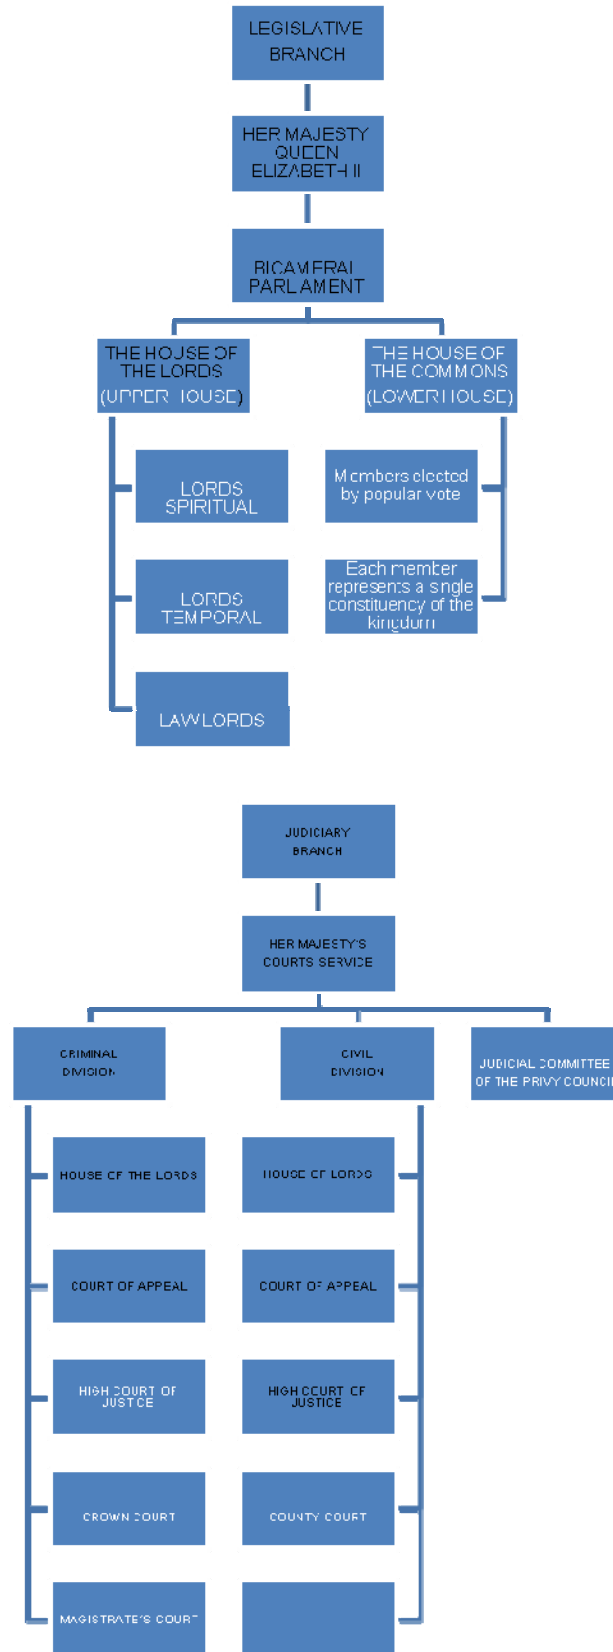 LEGISLATIVE
BRANCH
HER MAJESTY
QUEEN
ELIZABETH II
BICAMERAL
PARLAMENT
THE HOUSE OF
THE LORDS
(UPPER HOUSE)
THE HOUSE OF
THE COMMONS
(LOWER HOUSE)
LORDS
SPIRITUAL
LORDS
TEMPORAL
LAW LORDS
Members elected
by popular vote
Each member
represents a single
constituency of the
kingdom
JUDICIARY
BRANCH
HER MAJESTY'S
COURTS SERVICE
CRIMINAL
DIVISION
HOUSE OF THE LORDS
COURT OF APPEAL
HIGH COURT OF
JUSTICE
CROWN COURT
MAGISTRATE'S COURT
CIVIL
DIVISION
HOUSE OF LORDS
COURT OF APPEAL
HIGH COURT OF
JUSTICE
COUNTY COURT
JUDICIAL COMMITTEE
OF THE PRIVY COUNCIL